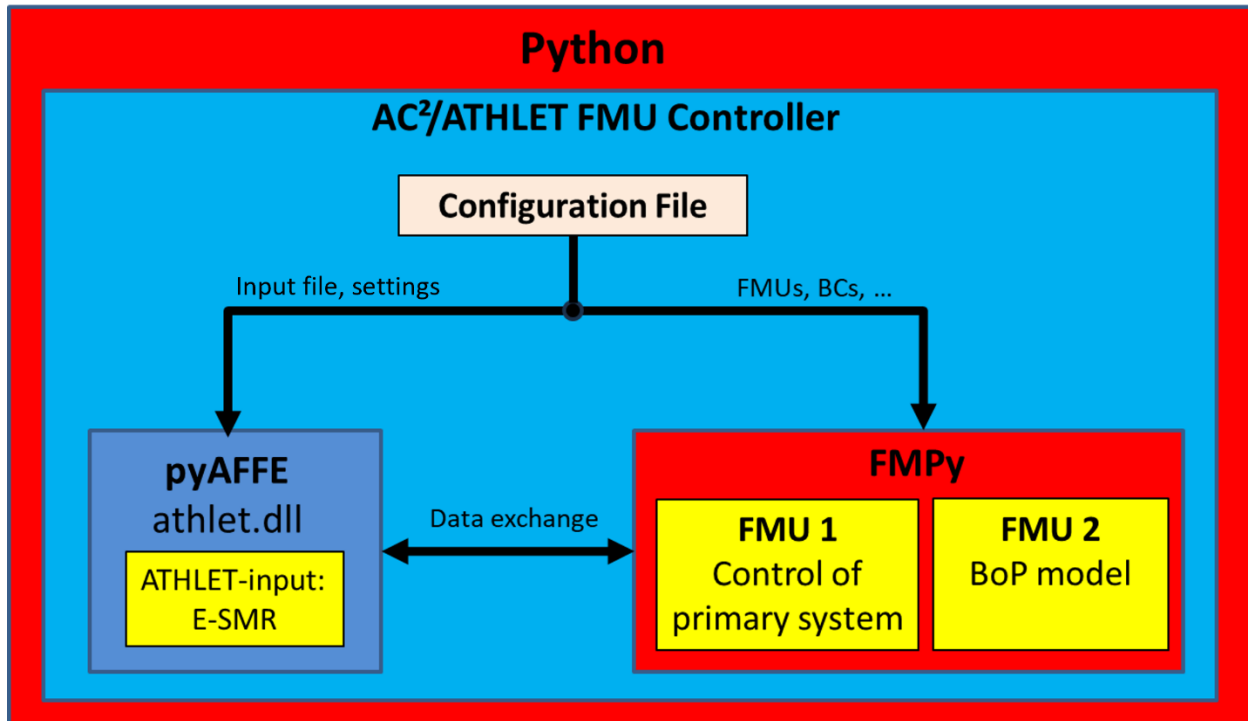 Python
AC²/ATHLET FMU Controller
Configuration File
Input file, settings
FMUs, BCs, ...
pyAFFE
athlet.dll
ATHLET-input:
E-SMR
Data exchange
FMPy
FMU 1
Control of
primary system
FMU 2
BoP model